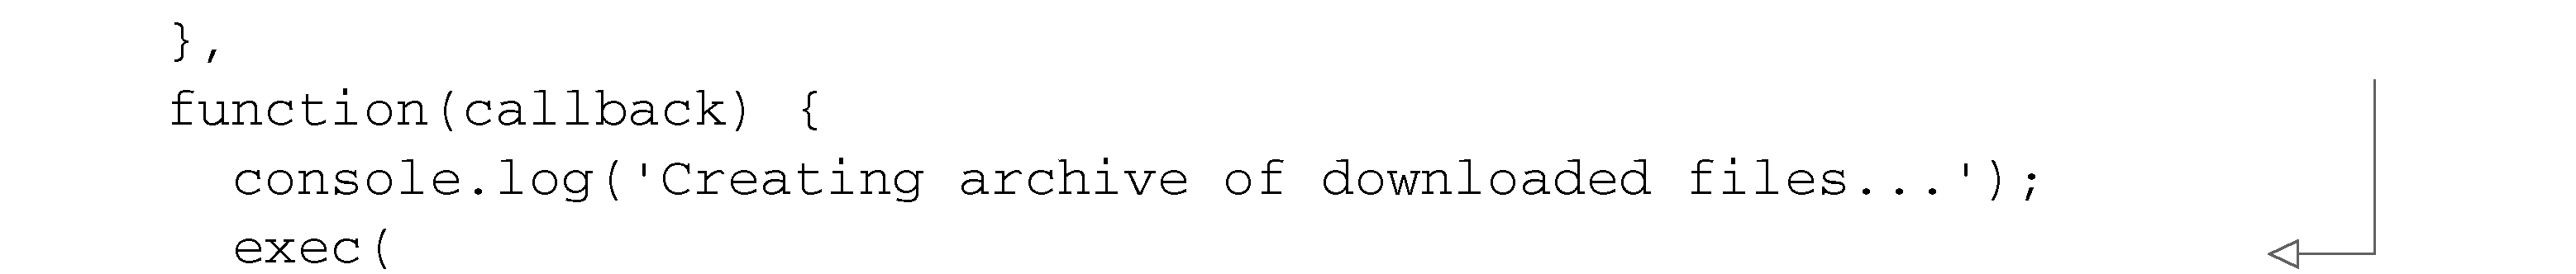 },
function(callback) {
  console.log('Creating archive of downloaded files...');
  exec(